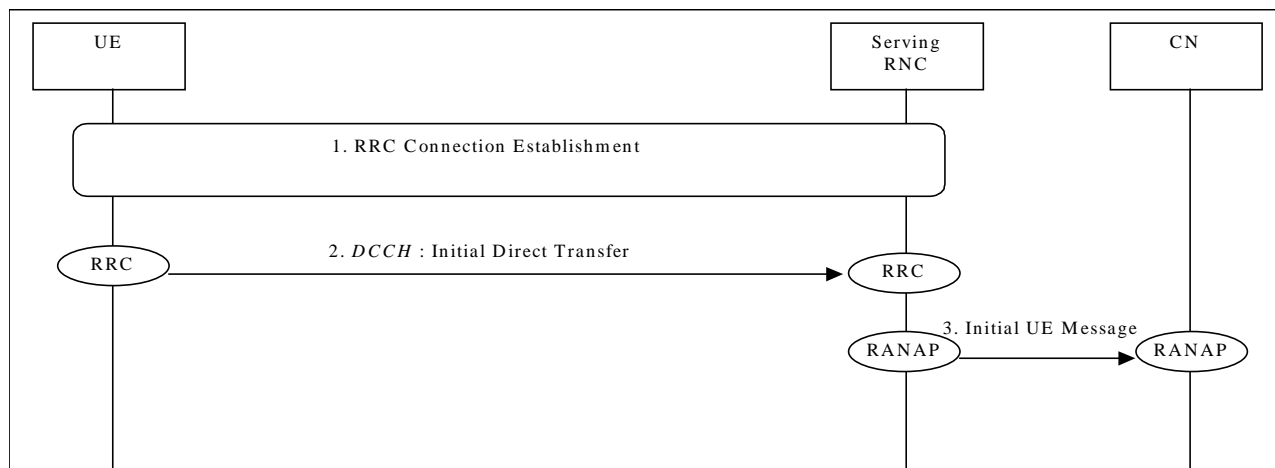 UE
Serving
RNC
CN
1. RRC Connection Establishment
2. DCCH : Initial Direct Transfer
RRC
RRC
3. Initial UE Message
RANAP
RANAP